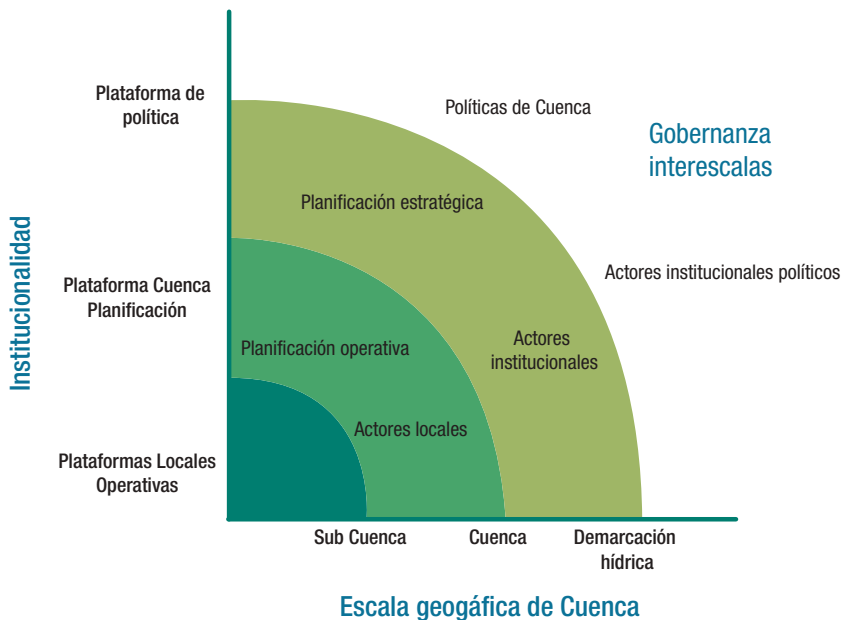 Plataforma de
política
Políticas de Cuenca
Gobernanza
interescalas
Planificación estratégica
Institucionalidad
Actores institucionales políticos
Plataforma Cuenca
Planificación
Planificación operativa
Actores
institucionales
Actores locales
Plataformas Locales
Operativas
Sub Cuenca
Cuenca
Demarcación
hídrica
Escala geogáfica de Cuenca